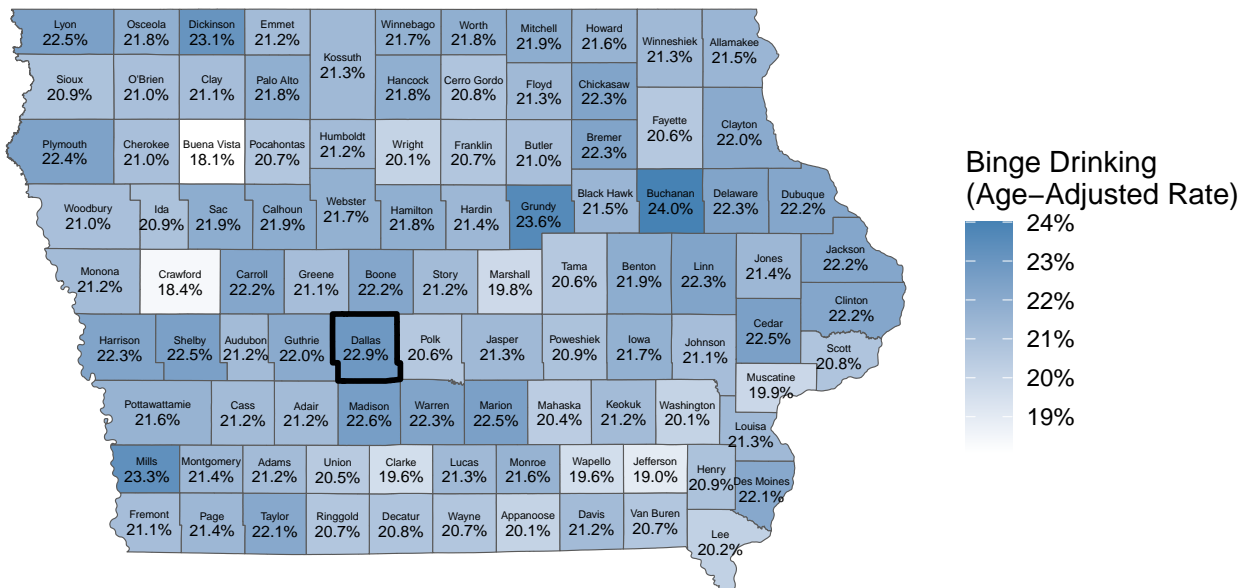 Lyon
22.5%
Osceola
21.8%
Dickinson
23.1%
Emmet
21.2%
Kossuth
21.3%
Winnebago
21.7%
Worth
21.8%
Mitchell
21.9%
Howard
21.6%
Winneshiek
21.3%
Allamakee
21.5%
Sioux
20.9%
O'Brien
21.0%
Clay
21.1%
Palo Alto
21.8%
Hancock
21.8%
Cerro Gordo
20.8%
Floyd
21.3%
Chickasaw
22.3%
Fayette
20.6%
Clayton
22.0%
Plymouth
22.4%
Cherokee
21.0%
Buena Vista
18.1%
Pocahontas
20.7%
Humboldt
21.2%
Wright
20.1%
Franklin
20.7%
Butler
21.0%
Bremer
22.3%
Woodbury
21.0%
Ida
20.9%
Sac
21.9%
Calhoun
21.9%
Webster
21.7%
Hamilton
21.8%
Hardin
21.4%
Grundy
23.6%
Black Hawk
21.5%
Buchanan
24.0%
Delaware
22.3%
Dubuque
22.2%
Monona
21.2%
Crawford
18.4%
Carroll
22.2%
Greene
21.1%
Boone
22.2%
Story
21.2%
Marshall
19.8%
Tama
20.6%
Benton
21.9%
Linn
22.3%
Jones
21.4%
Jackson
22.2%
Clinton
22.2%
Harrison
22.3%
Shelby
22.5%
Audubon
21.2%
Guthrie
22.0%
Dallas
22.9%
Polk
20.6%
Jasper
21.3%
Poweshiek
20.9%
Iowa
21.7%
Johnson
21.1%
Cedar
22.5%
Scott
20.8%
Muscatine
19.9%
Pottawattamie
21.6%
Cass
21.2%
Adair
21.2%
Madison
22.6%
Warren
22.3%
Marion
22.5%
Mahaska
20.4%
Keokuk
21.2%
Washington
20.1%
Louisa
21.3%
Mills
23.3%
Montgomery
21.4%
Adams
21.2%
Union
20.5%
Clarke
19.6%
Lucas
21.3%
Monroe
21.6%
Wapello
19.6%
Jefferson
19.0%
Henry
20.9%
Des Moines
22.1%
Fremont
21.1%
Page
21.4%
Taylor
22.1%
Ringgold
20.7%
Decatur
20.8%
Wayne
20.7%
Appanoose
20.1%
Davis
21.2%
Van Buren
20.7%
Lee
20.2%
Binge Drinking
(Age−Adjusted Rate)
24%
23%
22%
21%
20%
19%